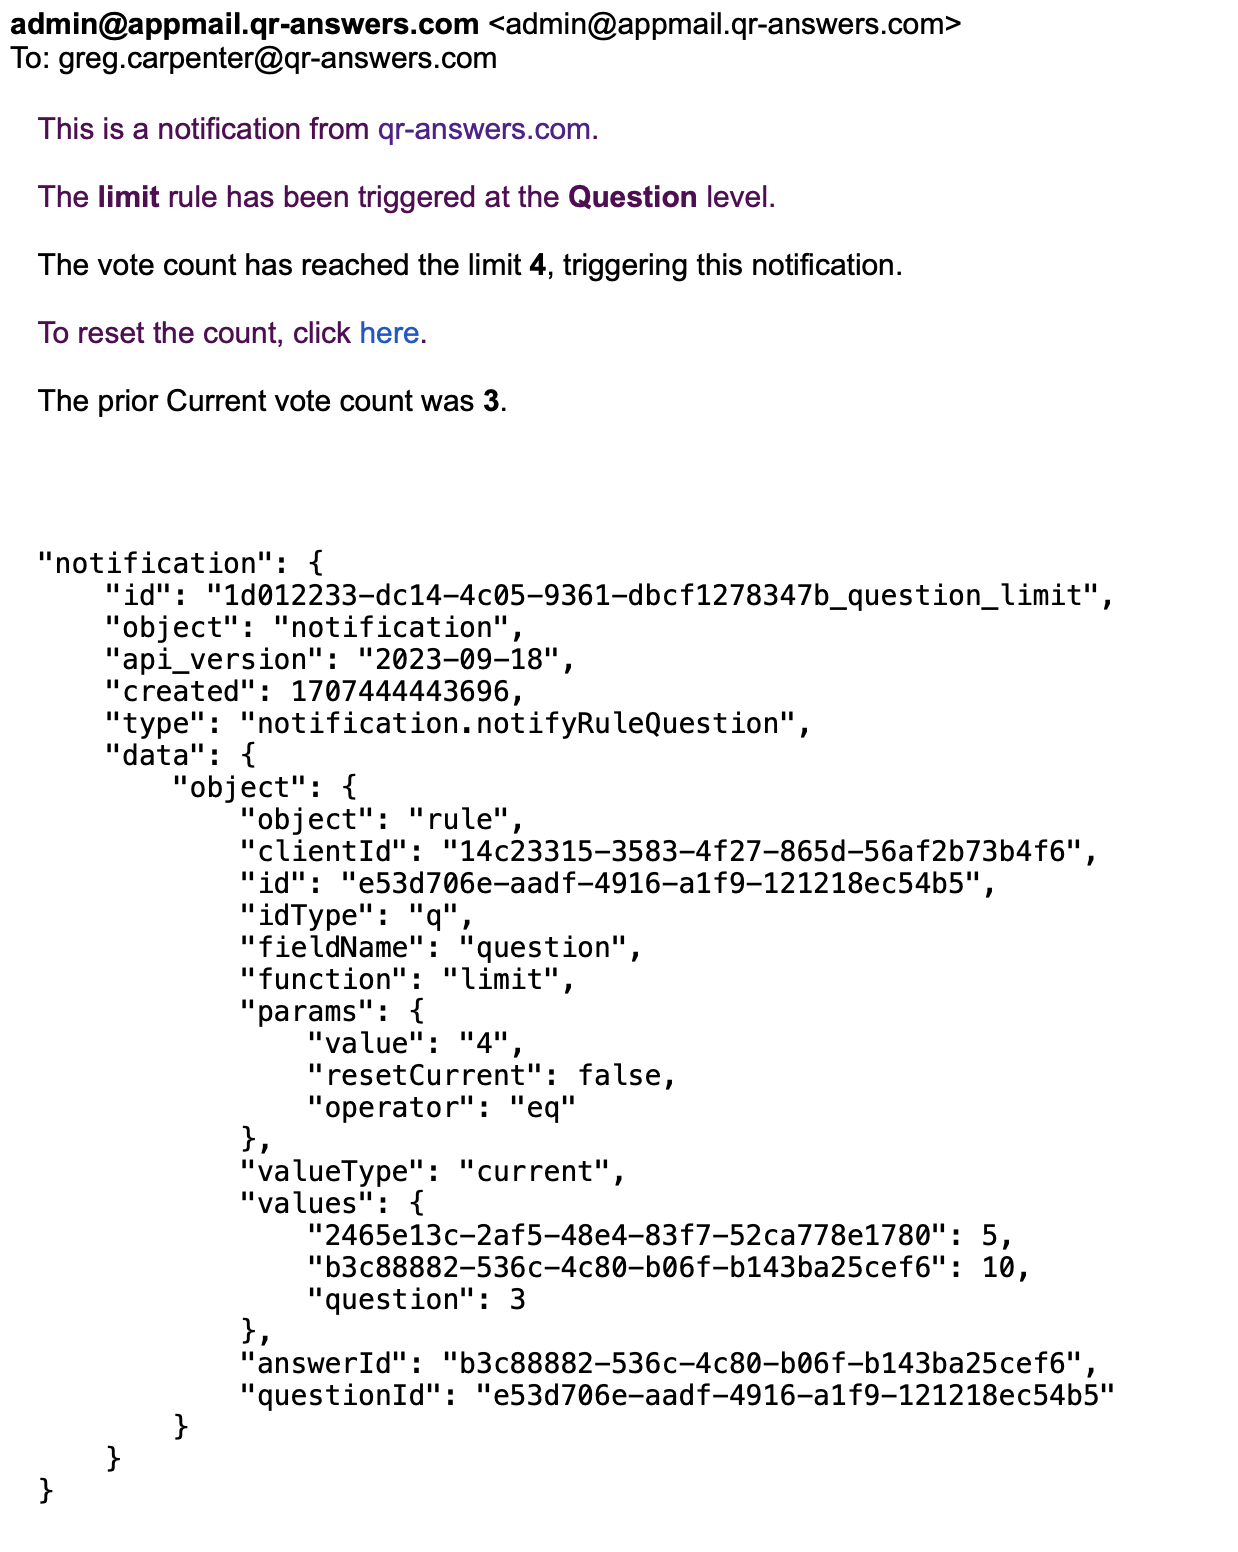 admin@appmail.qr-answers.com <admin@appmail.qr-answers.com>
To: greg.carpenter@qr-answers.com
This is a notification from qr-answers.com.
The limit rule has been triggered at the Question level.
The vote count has reached the limit 4, triggering this notification.
To reset the count, click here.
The prior Current vote count was 3.
"notification": {
    "id": "1d012233-dc14-4c05-9361-dbcf1278347b_question_limit",
    "object": "notification",
    "api_version": "2023-09-18",
    "created": 1707444443696,
    "type": "notification.notifyRuleQuestion",
    "data": {
        "object": {
            "object": "rule",
            "clientId": "14c23315-3583-4f27-865d-56af2b73b4f6",
            "id": "e53d706e-aadf-4916-a1f9-121218ec54b5",
            "idType": "q",
            "fieldName": "question",
            "function": "limit",
            "params": {
                "value": "4",
                "resetCurrent": false,
                "operator": "eq"
            },
            "valueType": "current",
            "values": {
                "2465e13c-2af5-48e4-83f7-52ca778e1780": 5,
                "b3c88882-536c-4c80-b06f-b143ba25cef6": 10,
                "question": 3
            },
            "answerId": "b3c88882-536c-4c80-b06f-b143ba25cef6",
            "questionId": "e53d706e-aadf-4916-a1f9-121218ec54b5"
        }
    }
}